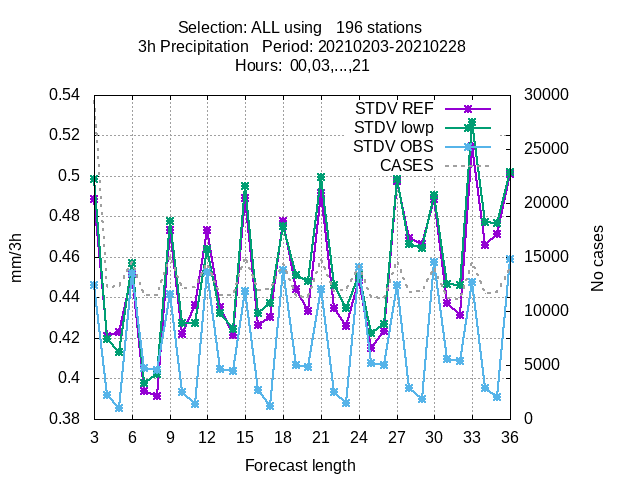 Selection: ALL using   196 stations
3h Precipitation   Period: 20210203-20210228
Hours:  00,03,...,21
STDV REF
STDV lowp
STDV OBS
CASES
0.54
0.52
0.5
0.48
0.46
0.44
0.42
0.4
0.38
mm/3h
30000
25000
20000
15000
10000
5000
0
No cases
3 6 9 12 15 18 21 24 27 30 33 36
Forecast length